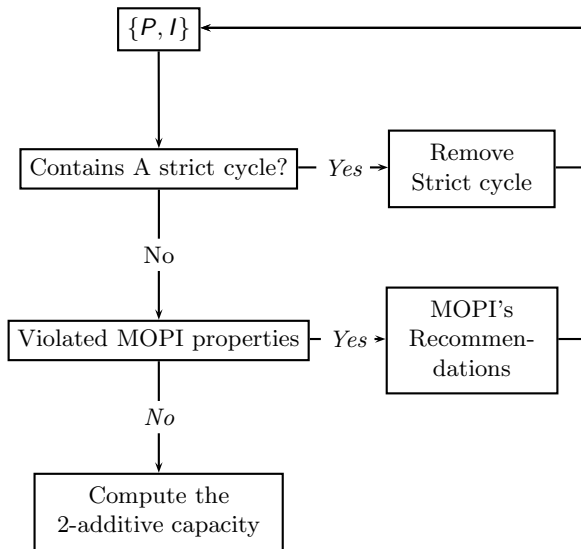 {P, I}
Contains A strict cycle?
Yes
Remove
Strict cycle
No
Violated MOPI properties
Yes
MOPI's
Recommen-
dations
No
Compute the
2-additive capacity